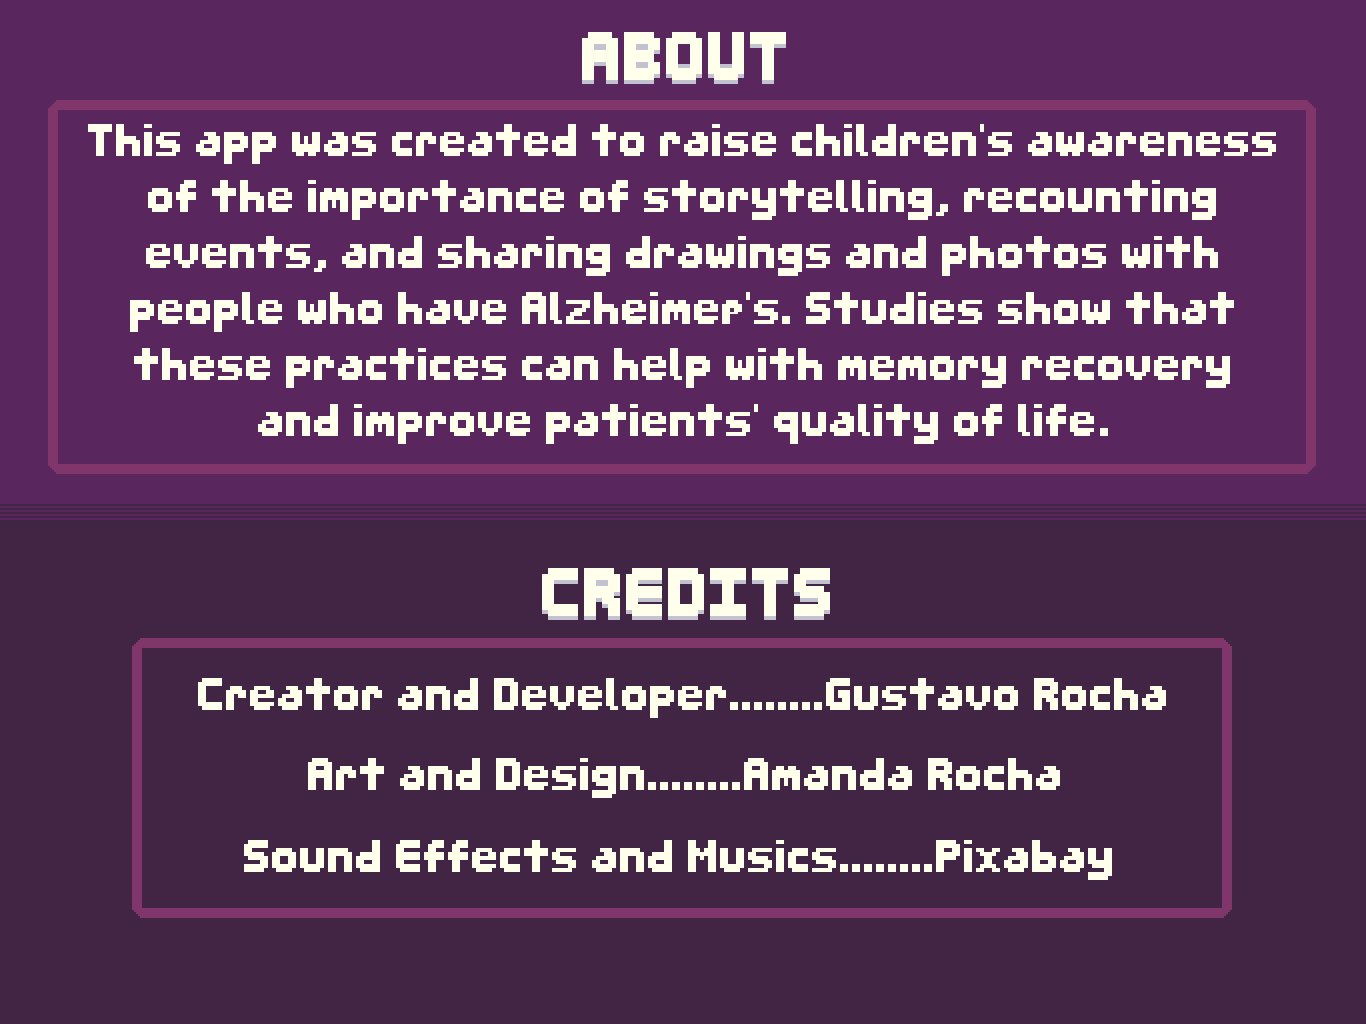 ABOUT
This app was created to raise children's awareness
of the importance of storytelling, recounting
events, and sharing drawings and photos with
people who have Alzheimer's. Studies show that
these practices can help with memory recovery
and improve patients' quality of life.
CREDITS
Creator and Developer........Gustavo Rocha
Art and Design........Amanda Rocha
Sound Effects and Musics........Pixabay